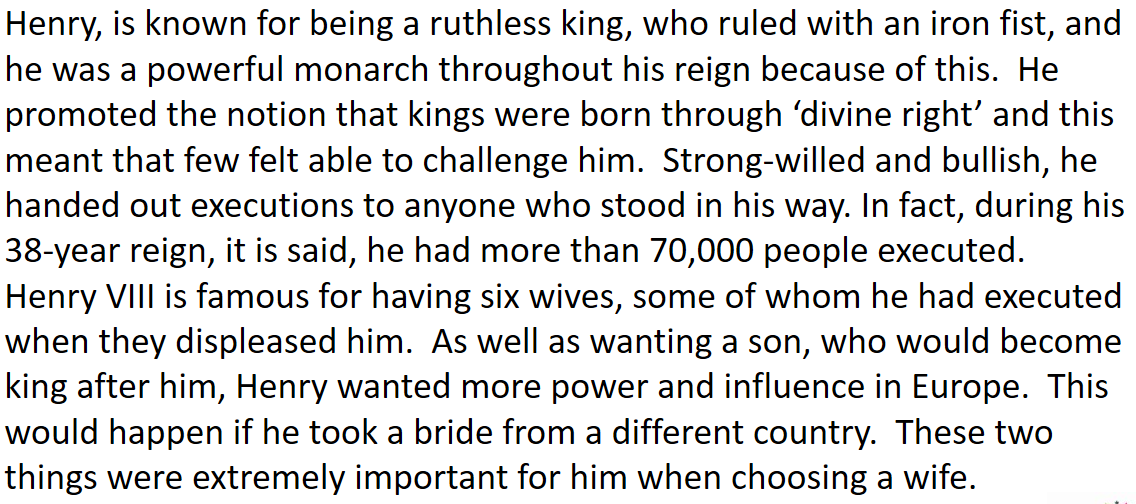 Henry, is known for being a ruthless king, who ruled with an iron fist, and
he was a powerful monarch throughout his reign because of this.  He
promoted the notion that kings were born through ‘divine right’ and this
meant that few felt able to challenge him.  Strong-willed and bullish, he
handed out executions to anyone who stood in his way. In fact, during his
38-year reign, it is said, he had more than 70,000 people executed.
Henry VIII is famous for having six wives, some of whom he had executed
when they displeased him.  As well as wanting a son, who would become
king after him, Henry wanted more power and influence in Europe.  This
would happen if he took a bride from a different country.  These two
things were extremely important for him when choosing a wife.